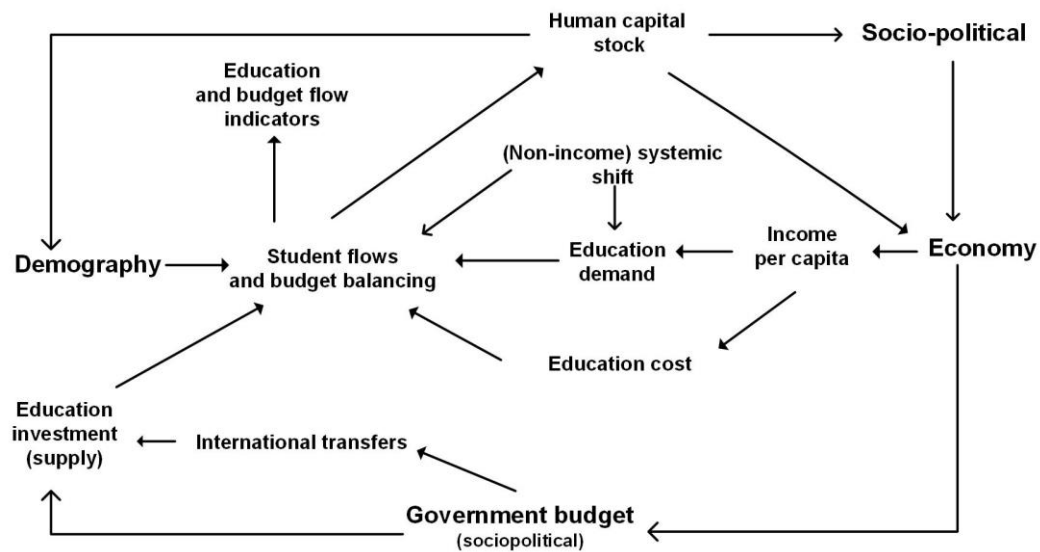 Human capital
stock
Socio-political
Education
and budget flow
indicators
(Non-income) systemic
shift
Demography
Student flows
and budget balancing
Education
demand
Income
per capita
Economy
Education cost
Education
investment
(supply)
International transfers
Government budget
(sociopolitical)